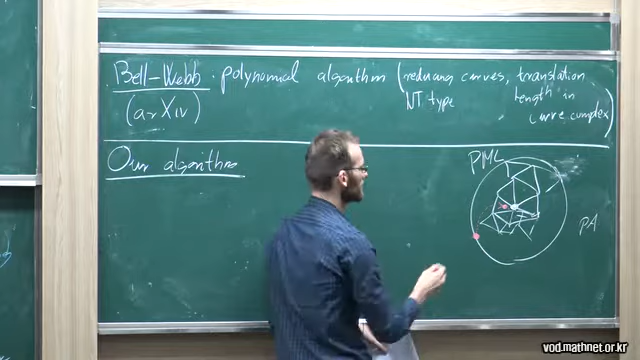 Bell-Webb polynomial algorithm (reducing curves, translation
(arXiv) NT type length in
curve complex)
Our algorithm
PML
PA
vod.mathnet.or.kr